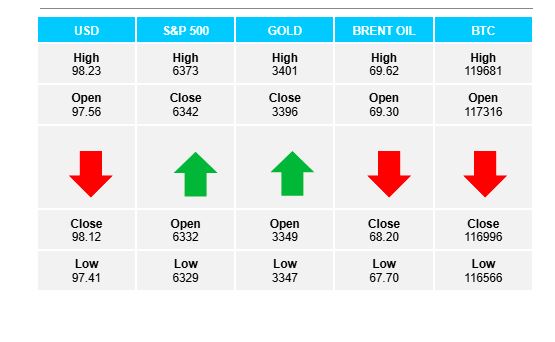 USD S&P 500 GOLD BRENT OIL BTC
High High High High High
98.23 6373 3401 69.62 119681
Open Close Close Open Open
97.56 6342 3396 69.30 117316
Close Open Open Close Close
98.12 6332 3349 68.20 116996
Low Low Low Low Low
97.41 6329 3347 67.70 116566